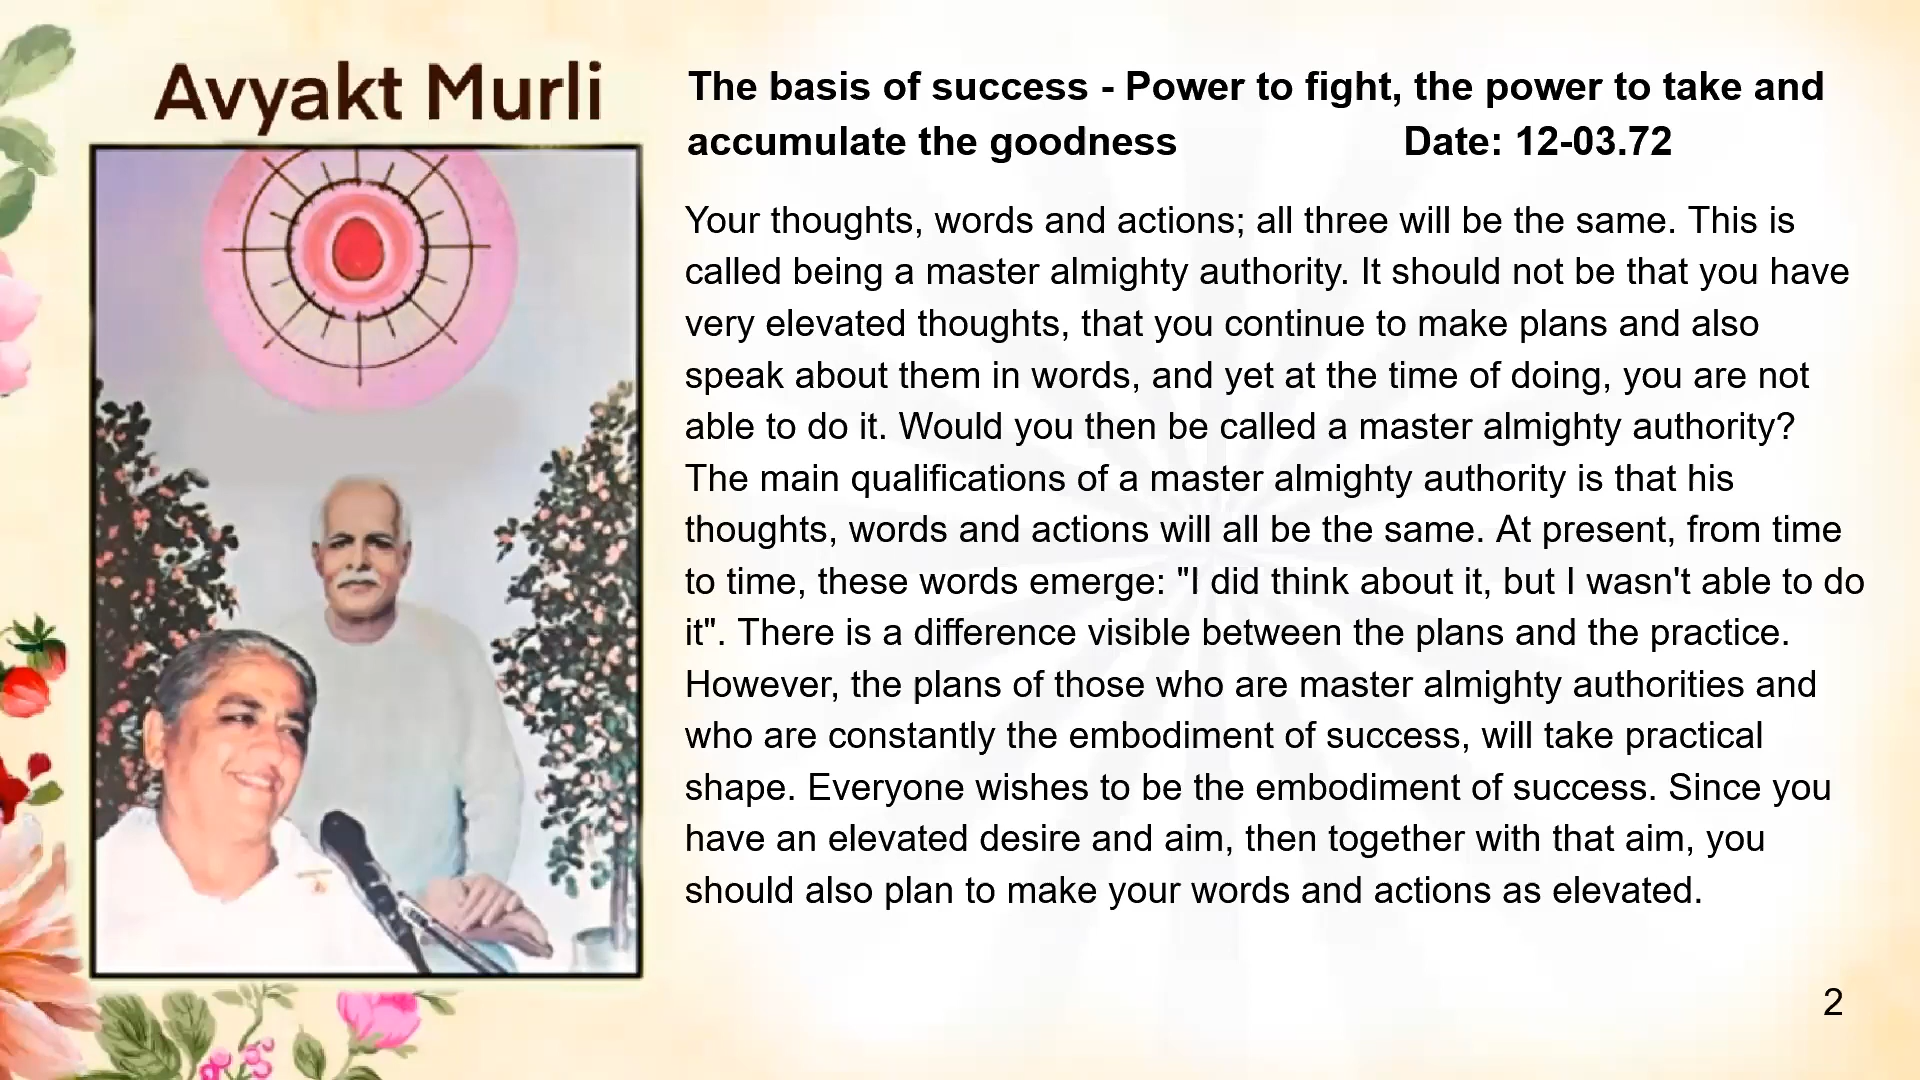 Avyakt Murli
The basis of success - Power to fight, the power to take and
accumulate the goodness Date: 12-03.72
Your thoughts, words and actions; all three will be the same. This is
called being a master almighty authority. It should not be that you have
very elevated thoughts, that you continue to make plans and also
speak about them in words, and yet at the time of doing, you are not
able to do it. Would you then be called a master almighty authority?
The main qualifications of a master almighty authority is that his
thoughts, words and actions will all be the same. At present, from time
to time, these words emerge: "I did think about it, but I wasn't able to do
it". There is a difference visible between the plans and the practice.
However, the plans of those who are master almighty authorities and
who are constantly the embodiment of success, will take practical
shape. Everyone wishes to be the embodiment of success. Since you
have an elevated desire and aim, then together with that aim, you
should also plan to make your words and actions as elevated.
2